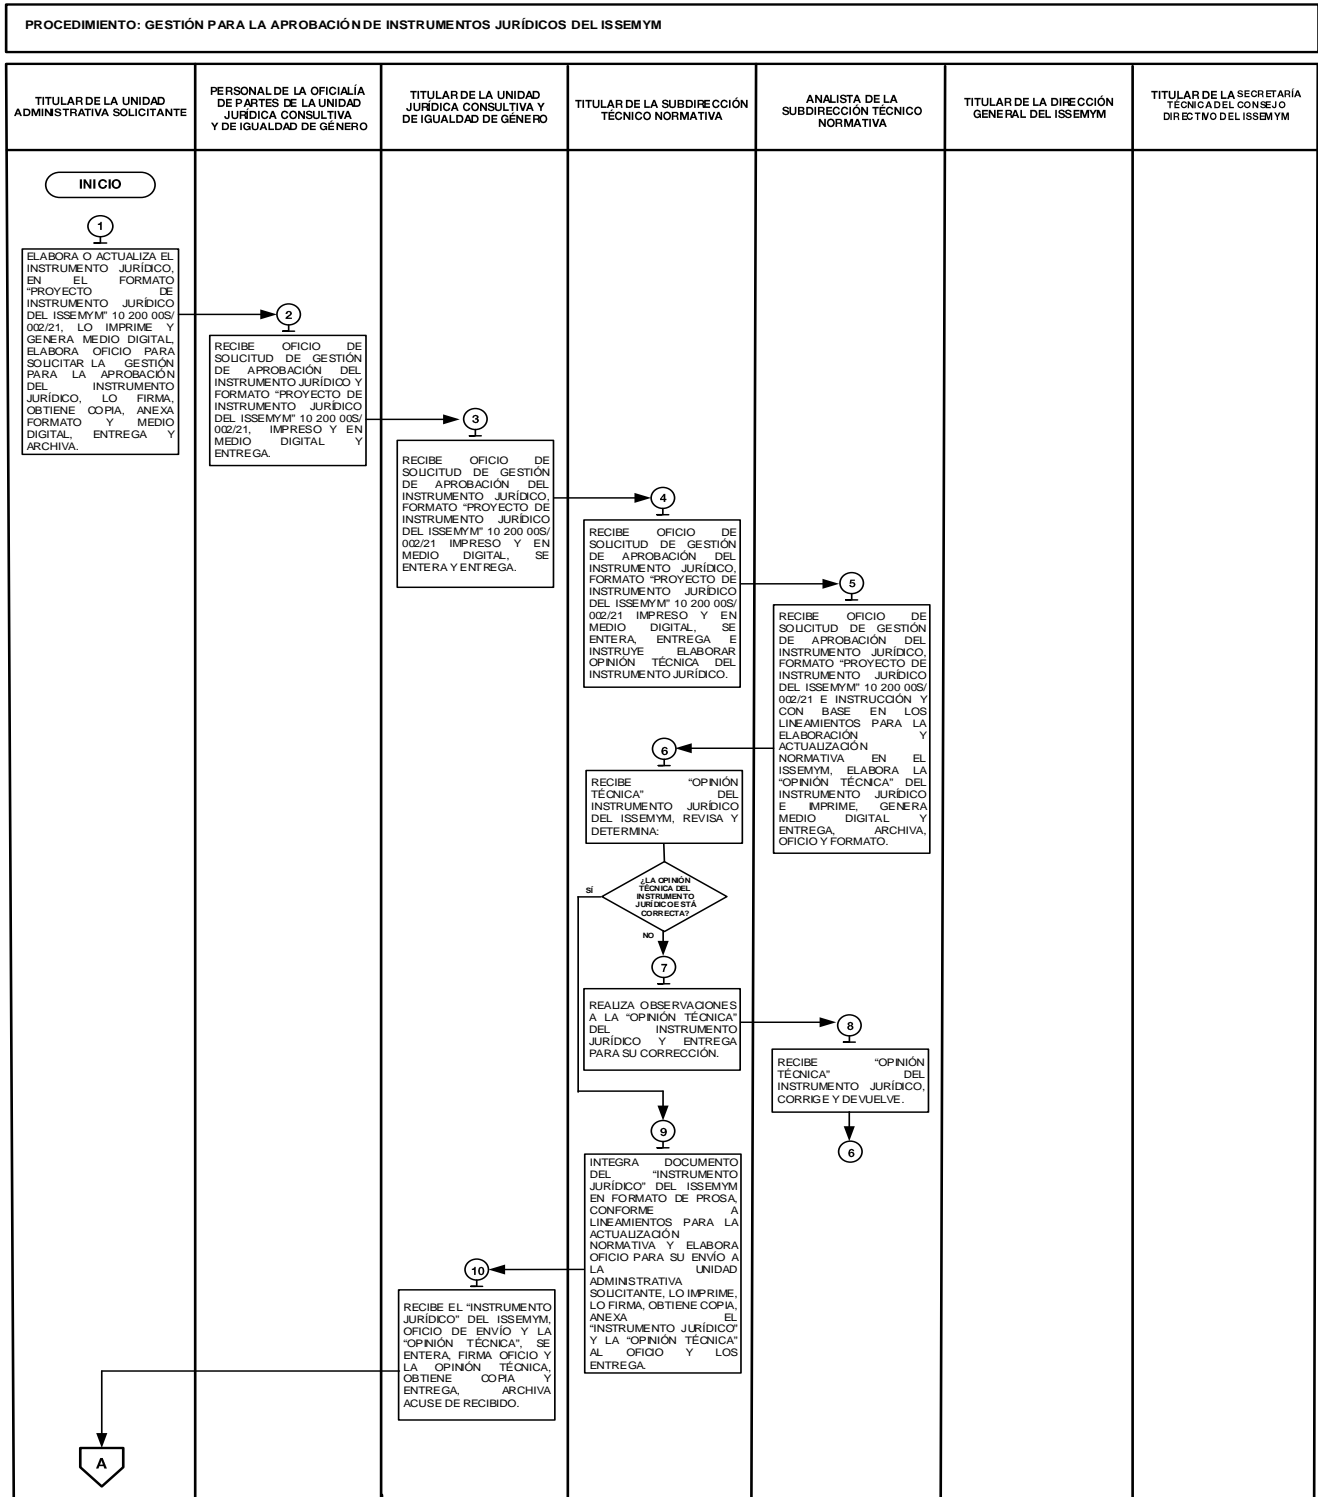 PROCEDIMIENTO: GESTIÓN PARA LA APROBACIÓN DE INSTRUMENTOS JURÍDICOS DEL ISSEMYM
TITULAR DE LA UNIDAD
ADMINISTRATIVA SOLICITANTE
PERSONAL DE LA OFICIALÍA
DE PARTES DE LA UNIDAD
JURÍDICA CONSULTIVA
Y DE IGUALDAD DE GÉNERO
TITULAR DE LA UNIDAD
JURÍDICA CONSULTIVA Y
DE IGUALDAD DE GÉNERO
TITULAR DE LA SUBDIRECCIÓN
TÉCNICO NORMATIVA
ANALISTA DE LA
SUBDIRECCIÓN TÉCNICO
NORMATIVA
TITULAR DE LA DIRECCIÓN
GENERAL DEL ISSEMYM
TITULAR DE LA SECRETARÍA
TÉCNICA DEL CONSEJO
DIRECTIVO DEL ISSEMYM
INICIO
1
ELABORA O ACTUALIZA EL
INSTRUMENTO JURÍDICO,
EN EL FORMATO
“PROYECTO DE
INSTRUMENTO JURÍDICO
DEL ISSEMYM” 10 200 00S/
002/21, LO IMPRIME Y
GENERA MEDIO DIGITAL,
ELABORA OFICIO PARA
SOLICITAR LA GESTIÓN
PARA LA APROBACIÓN
DEL INSTRUMENTO
JURÍDICO, LO FIRMA,
OBTIENE COPIA, ANEXA
FORMATO Y MEDIO
DIGITAL, ENTREGA Y
ARCHIVA.
2
RECIBE OFICIO DE
SOLICITUD DE GESTIÓN
DE APROBACIÓN DEL
INSTRUMENTO JURÍDICO Y
FORMATO “PROYECTO DE
INSTRUMENTO JURÍDICO
DEL ISSEMYM” 10 200 00S/
002/21, IMPRESO Y EN
MEDIO DIGITAL Y
ENTREGA.
3
RECIBE OFICIO DE
SOLICITUD DE GESTIÓN
DE APROBACIÓN DEL
INSTRUMENTO JURÍDICO,
FORMATO “PROYECTO DE
INSTRUMENTO JURÍDICO
DEL ISSEMYM” 10 200 00S/
002/21 IMPRESO Y EN
MEDIO DIGITAL, SE
ENTERA Y ENTREGA.
4
RECIBE OFICIO DE
SOLICITUD DE GESTIÓN
DE APROBACIÓN DEL
INSTRUMENTO JURÍDICO,
FORMATO “PROYECTO DE
INSTRUMENTO JURÍDICO
DEL ISSEMYM” 10 200 00S/
002/21 IMPRESO Y EN
MEDIO DIGITAL, SE
ENTERA, ENTREGA E
INSTRUYE ELABORAR
OPINIÓN TÉCNICA DEL
INSTRUMENTO JURÍDICO.
5
RECIBE OFICIO DE
SOLICITUD DE GESTIÓN
DE APROBACIÓN DEL
INSTRUMENTO JURÍDICO,
FORMATO “PROYECTO DE
INSTRUMENTO JURÍDICO
DEL ISSEMYM” 10 200 00S/
002/21 E INSTRUCCIÓN Y
CON BASE EN LOS
LINEAMIENTOS PARA LA
ELABORACIÓN Y
ACTUALIZACIÓN
NORMATIVA EN EL
ISSEMYM, ELABORA LA
“OPINIÓN TÉCNICA” DEL
INSTRUMENTO JURÍDICO
E IMPRIME, GENERA
MEDIO DIGITAL Y
ENTREGA, ARCHIVA,
OFICIO Y FORMATO.
6
RECIBE “OPINIÓN
TÉCNICA” DEL
INSTRUMENTO JURÍDICO
DEL ISSEMYM, REVISA Y
DETERMINA:
¿LA OPINIÓN
TÉCNICA DEL
INSTRUMENTO
JURÍDICO ESTÁ
CORRECTA?
SÍ
NO
7
REALIZA OBSERVACIONES
A LA “OPINIÓN TÉCNICA”
DEL INSTRUMENTO
JURÍDICO Y ENTREGA
PARA SU CORRECCIÓN.
8
RECIBE “OPINIÓN
TÉCNICA” DEL
INSTRUMENTO JURÍDICO,
CORRIGE Y DEVUELVE.
6
9
INTEGRA DOCUMENTO
DEL “INSTRUMENTO
JURÍDICO” DEL ISSEMYM
EN FORMATO DE PROSA,
CONFORME A
LINEAMIENTOS PARA LA
ACTUALIZACIÓN
NORMATIVA Y ELABORA
OFICIO PARA SU ENVÍO A
LA UNIDAD
ADMINISTRATIVA
SOLICITANTE, LO IMPRIME,
LO FIRMA, OBTIENE COPIA,
ANEXA EL
“INSTRUMENTO JURÍDICO”
Y LA “OPINIÓN TÉCNICA”
AL OFICIO Y LOS
ENTREGA.
10
RECIBE EL “INSTRUMENTO
JURÍDICO” DEL ISSEMYM,
OFICIO DE ENVÍO Y LA
“OPINIÓN TÉCNICA”, SE
ENTERA, FIRMA OFICIO Y
LA OPINIÓN TÉCNICA,
OBTIENE COPIA Y
ENTREGA, ARCHIVA
ACUSE DE RECIBIDO.
A